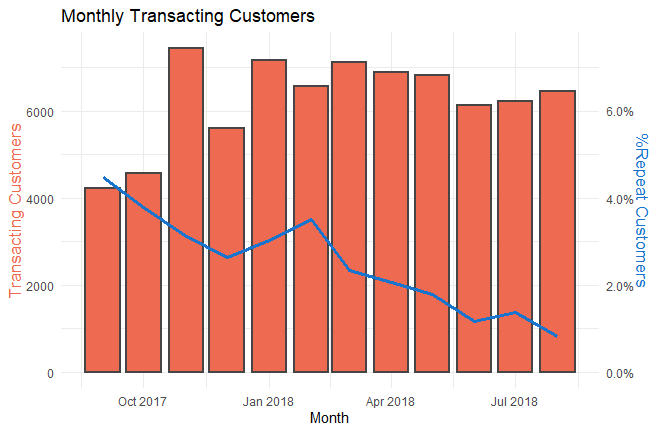 Monthly Transacting Customers
Transacting Customers
6000
4000
2000
0
6.0%
4.0%
2.0%
0.0%
%Repeat Customers
Oct 2017
Jan 2018
Apr 2018
Jul 2018
Month